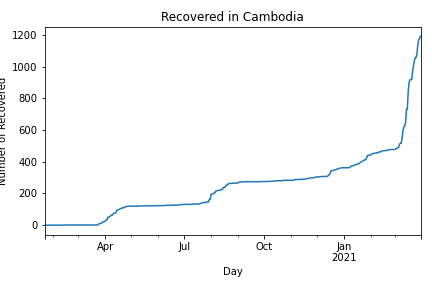 Recovered in Cambodia
1200
1000
800
600
400
200
0
Number of Recovered
Apr
Jul
Oct
Jan
2021
Day